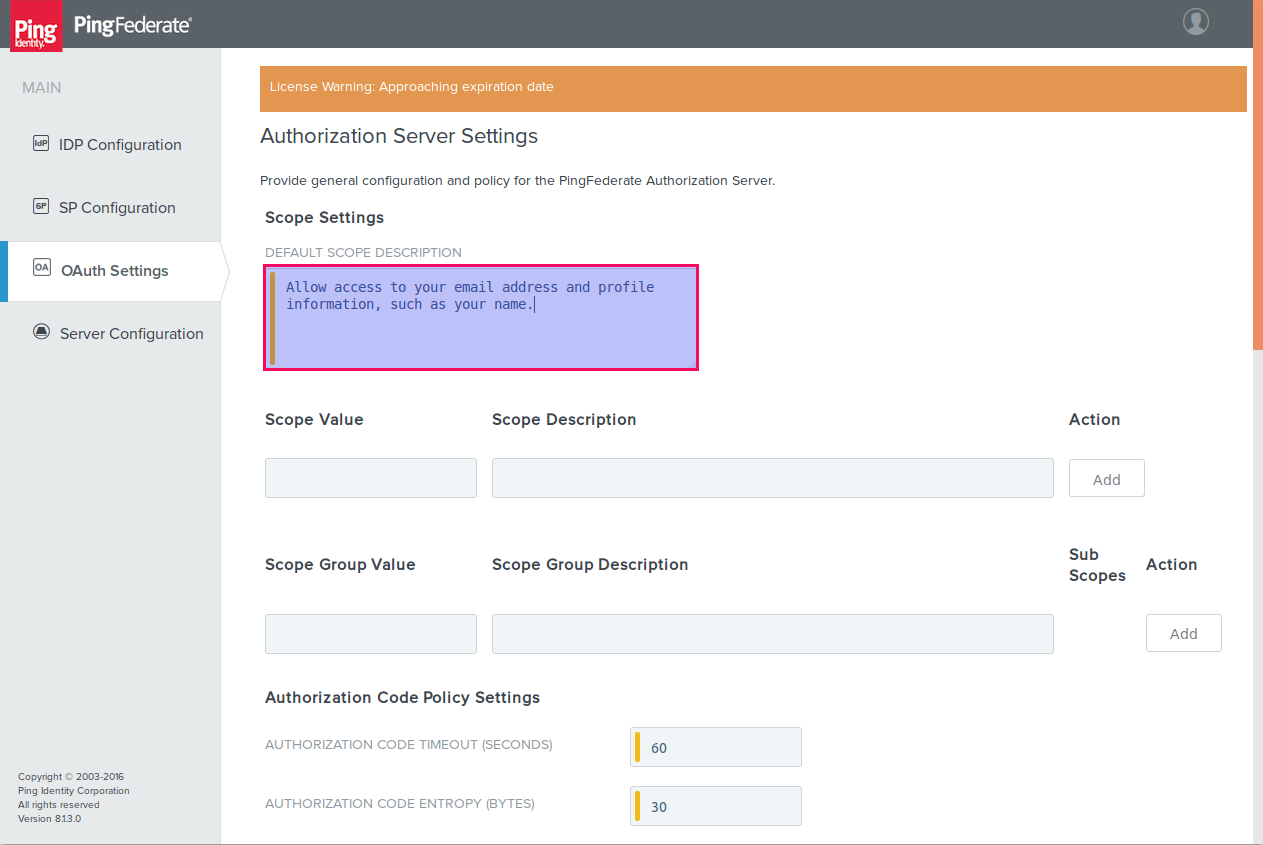 Ping
Identity.
PingFederate®
MAIN
IdP IDP Configuration
SP SP Configuration
OA OAuth Settings
Server Configuration
Copyright © 2003-2016
Ping Identity Corporation
All rights reserved
Version 8.1.3.0
License Warning: Approaching expiration date
Authorization Server Settings
Provide general configuration and policy for the PingFederate Authorization Server.
Scope Settings
DEFAULT SCOPE DESCRIPTION
Allow access to your email address and profile
information, such as your name.
Scope Value Scope Description Action
Add
Scope Group Value Scope Group Description Sub Scopes Action
Add
Authorization Code Policy Settings
AUTHORIZATION CODE TIMEOUT (SECONDS) 60
AUTHORIZATION CODE ENTROPY (BYTES) 30